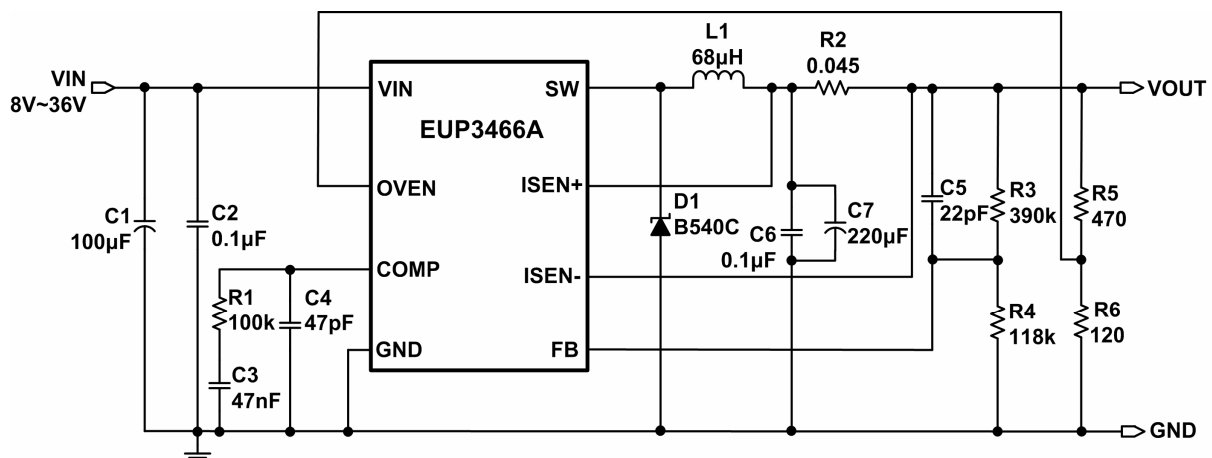 L1
68μH
R2
0.045
VIN
8V~36V
VIN
SW
VOUT
EUP3466A
OVEN
ISEN+
C1
100μF
C2
0.1μF
D1
B540C
C6
0.1μF
C7
220μF
C5
22pF
R3
390k
R5
470
COMP
ISEN-
R1
100k
C4
47pF
R4
118k
R6
120
GND
FB
C3
47nF
GND